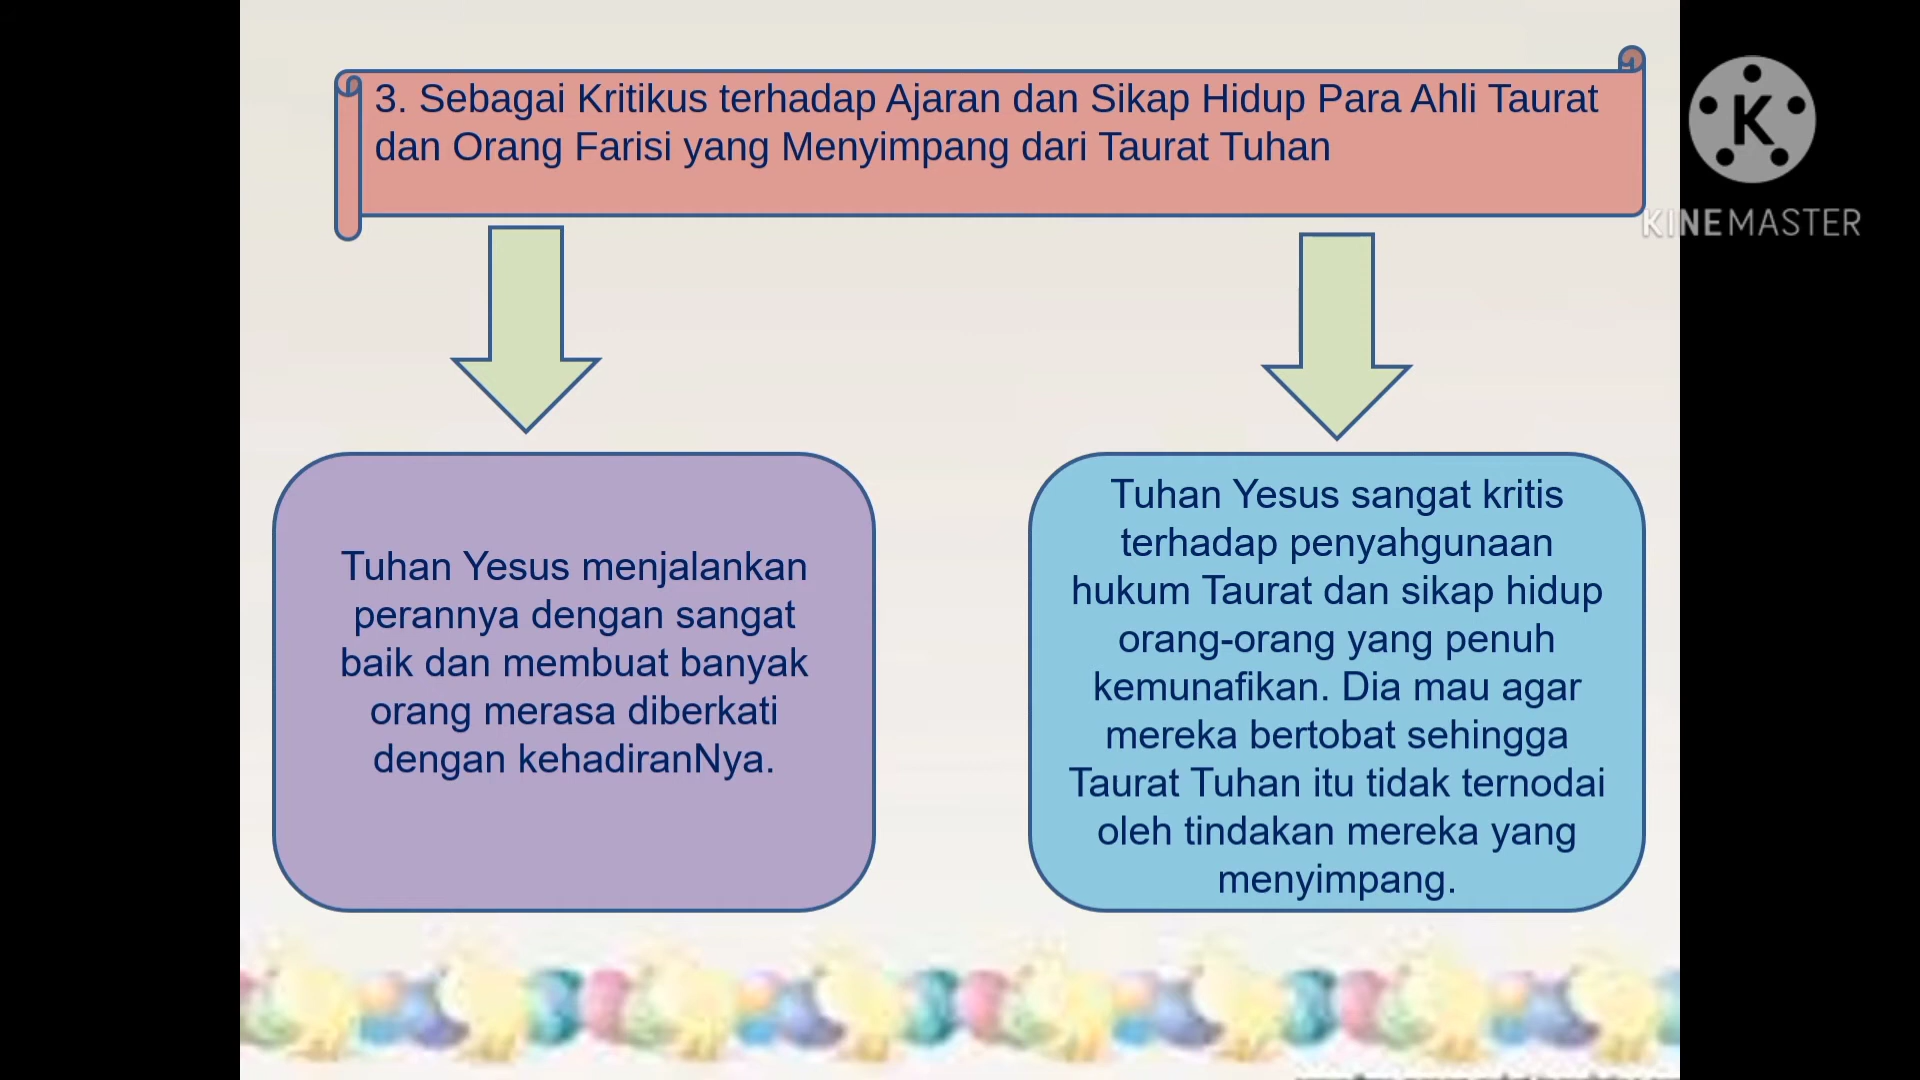 3. Sebagai Kritikus terhadap Ajaran dan Sikap Hidup Para Ahli Taurat
dan Orang Farisi yang Menyimpang dari Taurat Tuhan
K
KINEMASTER
Tuhan Yesus menjalankan
perannya dengan sangat
baik dan membuat banyak
orang merasa diberkati
dengan kehadiranNya.
Tuhan Yesus sangat kritis
terhadap penyahgunaan
hukum Taurat dan sikap hidup
orang-orang yang penuh
kemunafikan. Dia mau agar
mereka bertobat sehingga
Taurat Tuhan itu tidak ternodai
oleh tindakan mereka yang
menyimpang.